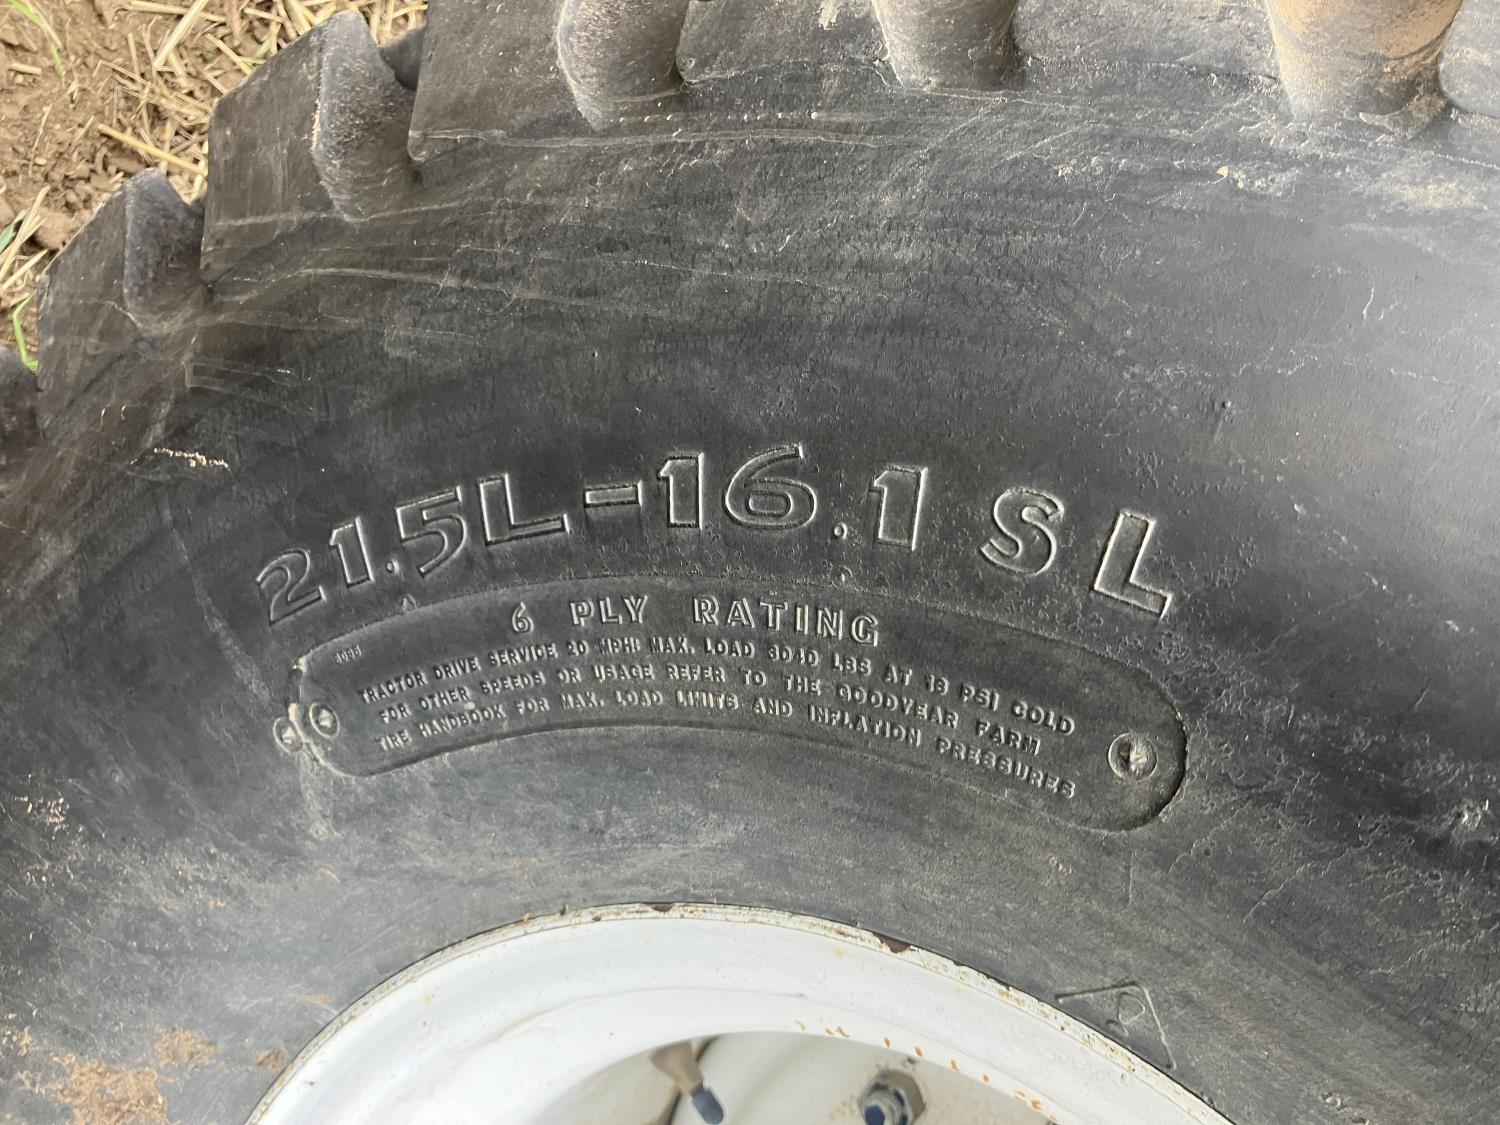 21.5L-16.1 SL
6 PLY RATING
TRACTOR DRIVE SERVICE 20 MPH: MAX. LOAD 3040 LBS AT 18 PSI COLD
FOR OTHER SPEEDS OR USAGE REFER TO THE GOODYEAR FARM
TIRE HANDBOOK FOR MAX. LOAD LIMITS AND INFLATION PRESSURES